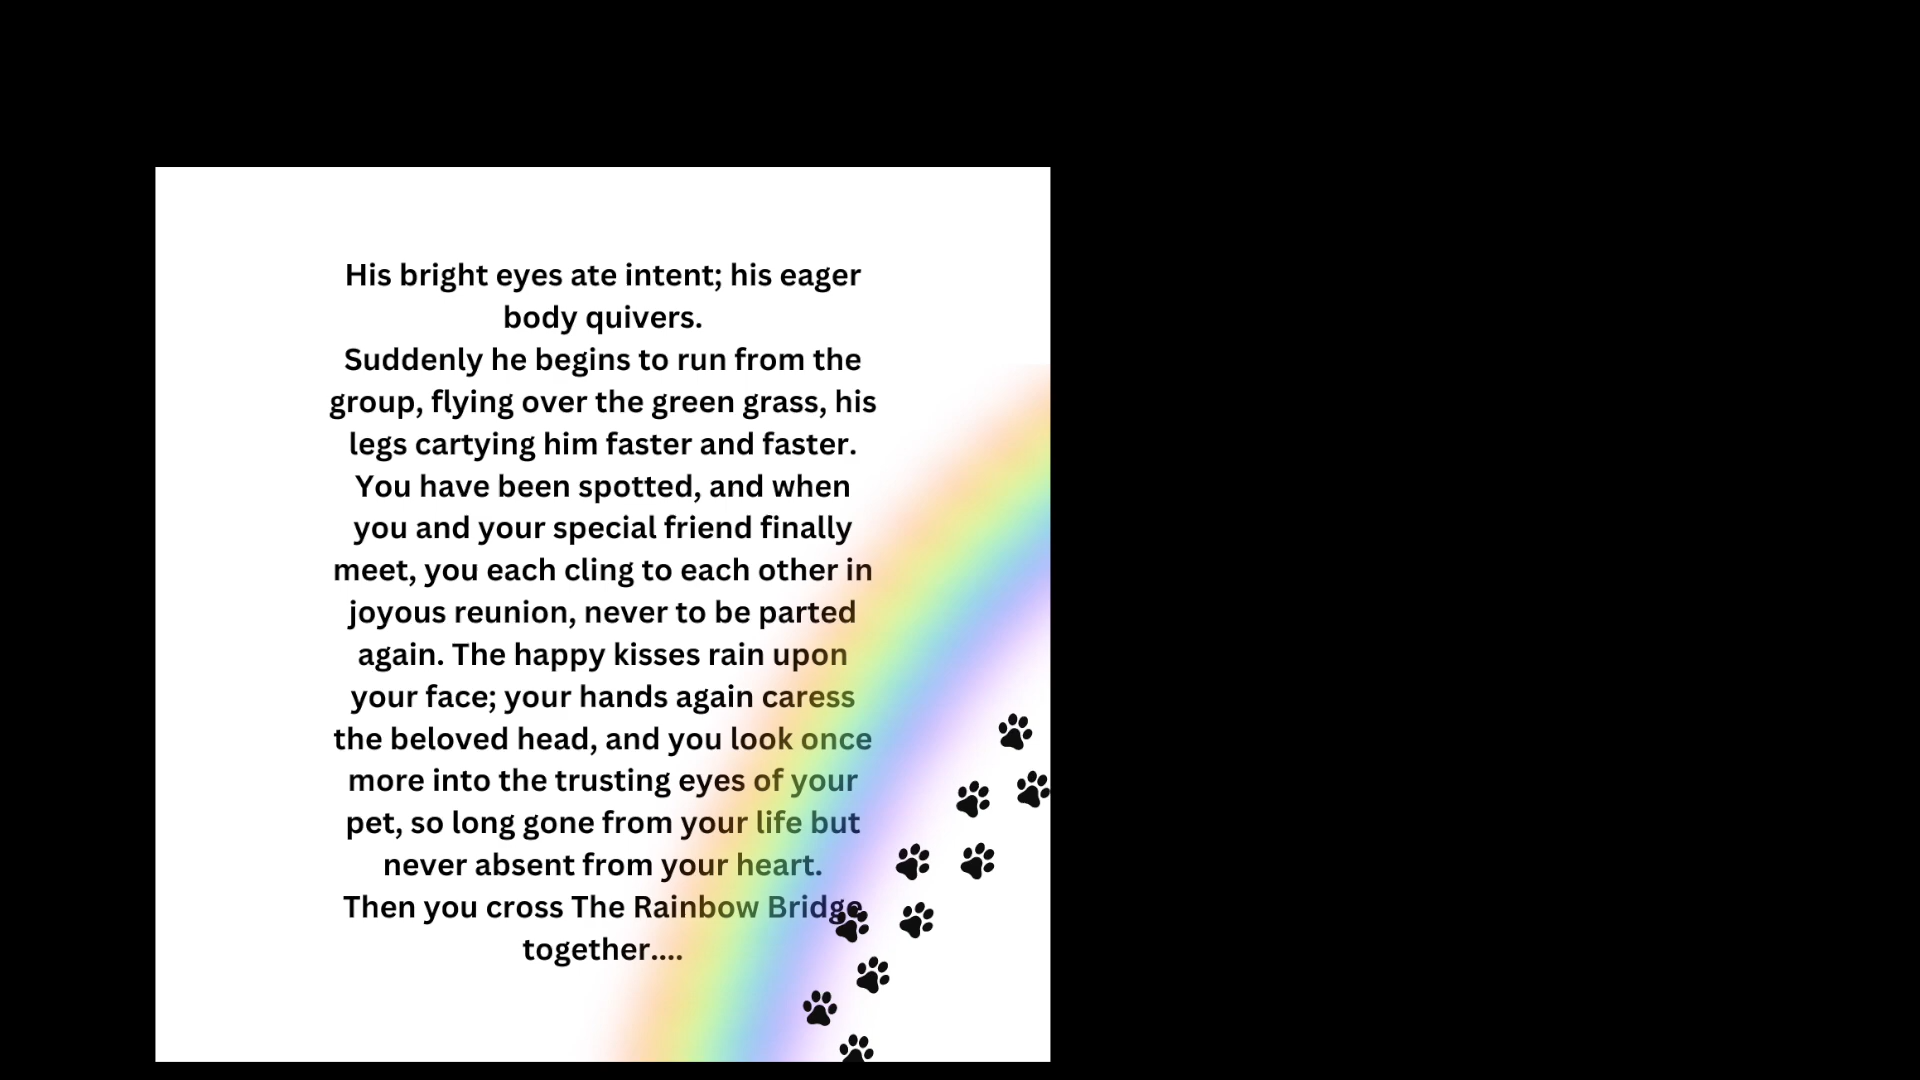 His bright eyes ate intent; his eager
body quivers.
Suddenly he begins to run from the
group, flying over the green grass, his
legs cartying him faster and faster.
You have been spotted, and when
you and your special friend finally
meet, you each cling to each other in
joyous reunion, never to be parted
again. The happy kisses rain upon
your face; your hands again caress
the beloved head, and you look once
more into the trusting eyes of your
pet, so long gone from your life but
never absent from your heart.
Then you cross The Rainbow Bridge
together....